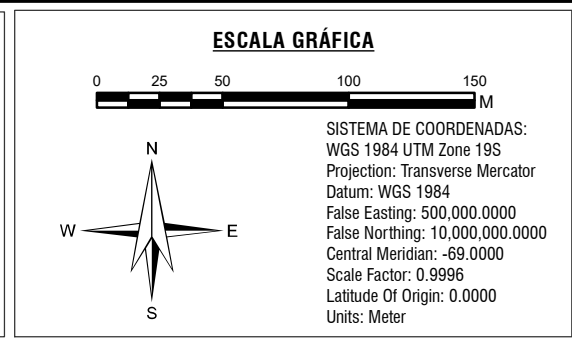 ESCALA GRÁFICA
0 25 50 100 150
M
SISTEMA DE COORDENADAS:
WGS 1984 UTM Zone 19S
Projection: Transverse Mercator
Datum: WGS 1984
False Easting: 500,000.0000
False Northing: 10,000,000.0000
Central Meridian: -69.0000
Scale Factor: 0.9996
Latitude Of Origin: 0.0000
Units: Meter
N
W E
S